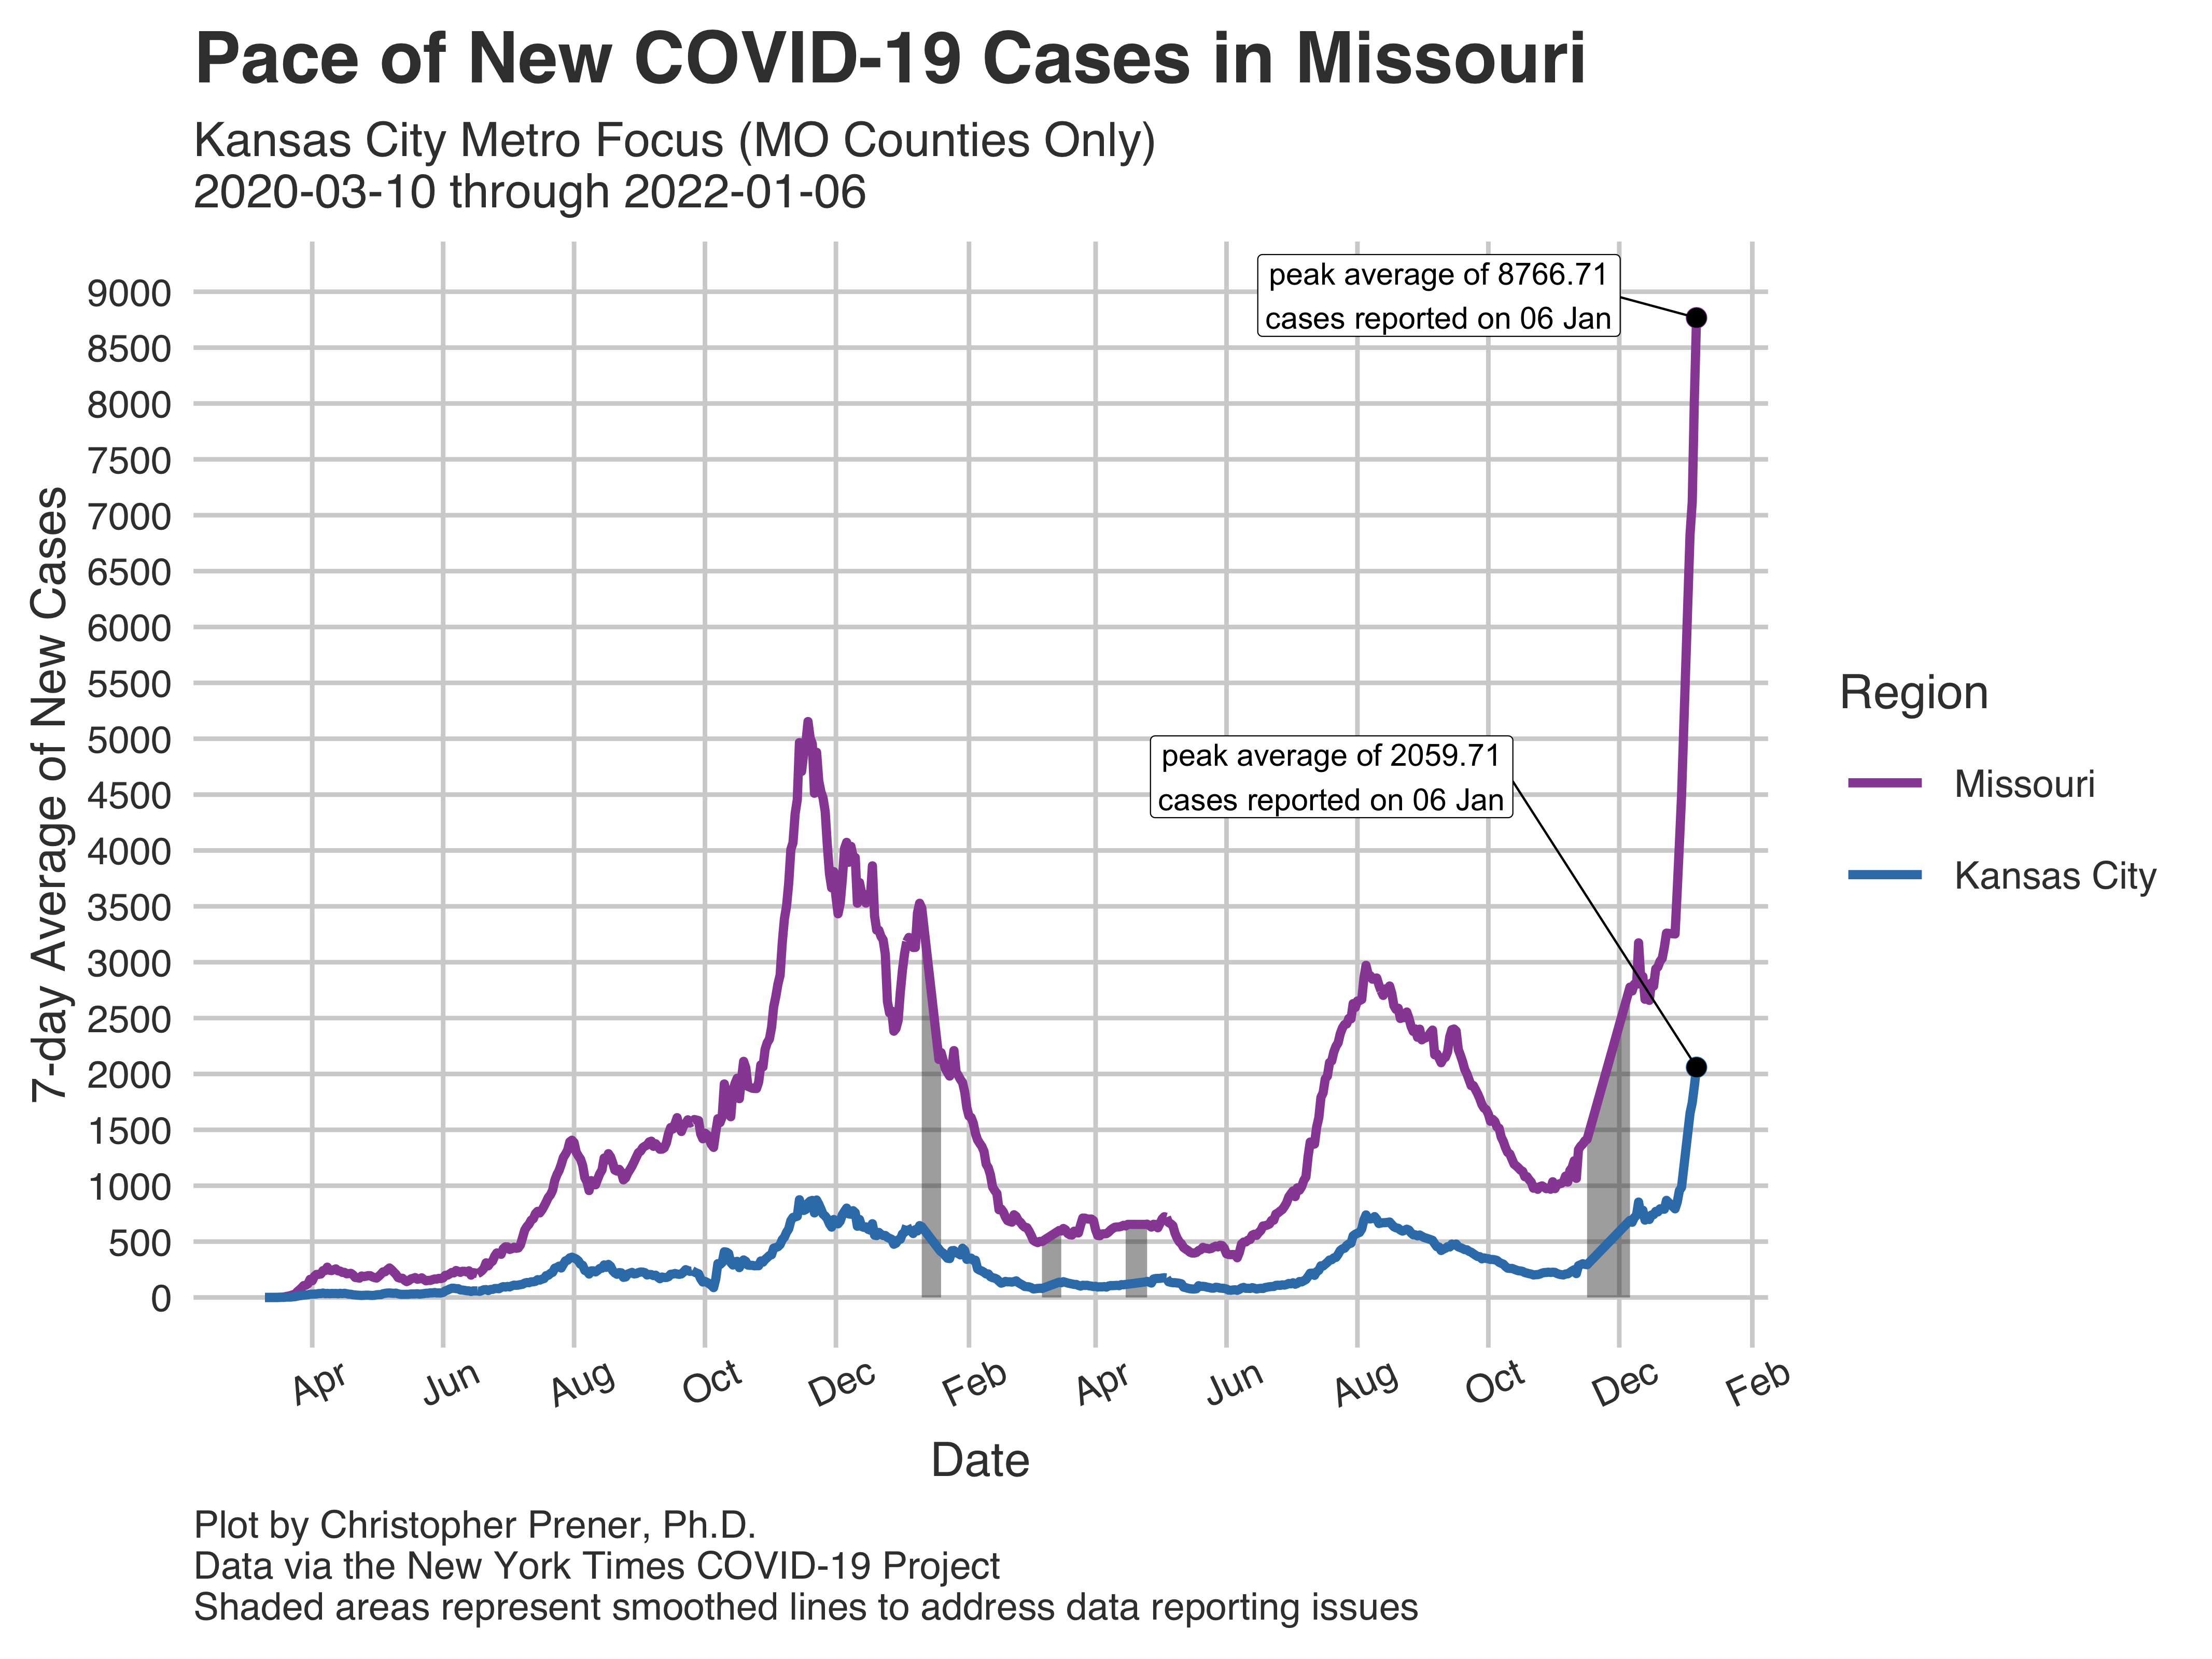 Pace of New COVID-19 Cases in Missouri
Kansas City Metro Focus (MO Counties Only)
2020-03-10 through 2022-01-06
7-day Average of New Cases
9000
8500
8000
7500
7000
6500
6000
5500
5000
4500
4000
3500
3000
2500
2000
1500
1000
500
0
peak average of 8766.71
cases reported on 06 Jan
peak average of 2059.71
cases reported on 06 Jan
Region
Missouri
Kansas City
Apr Jun Aug Oct Dec Feb Apr Jun Aug Oct Dec Feb
Date
Plot by Christopher Prener, Ph.D.
Data via the New York Times COVID-19 Project
Shaded areas represent smoothed lines to address data reporting issues